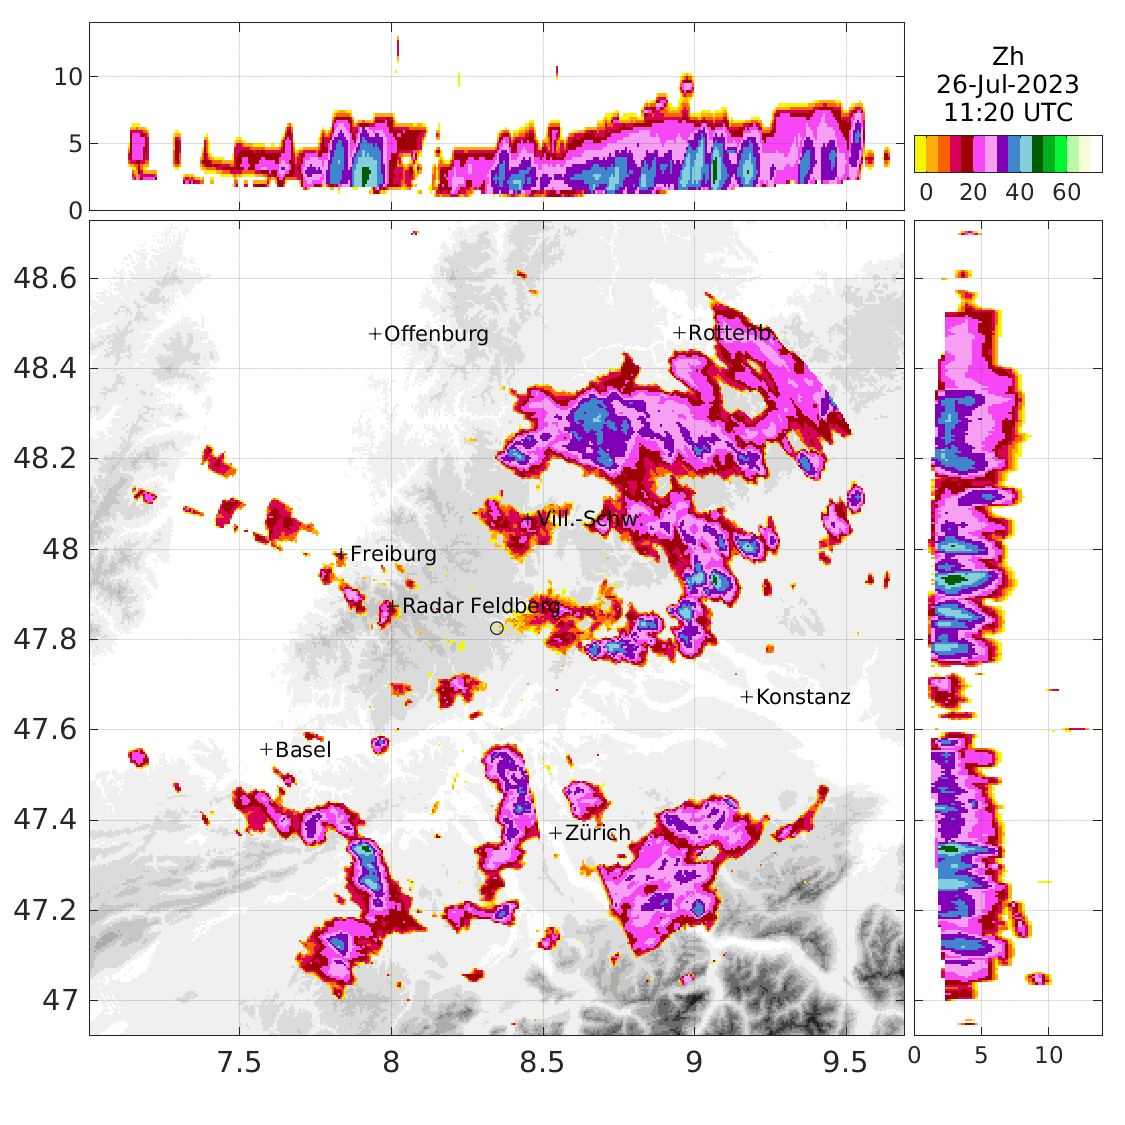 10
5
0
Zh
26-Jul-2023
11:20 UTC
0 20 40 60
48.6
48.4
48.2
48
47.8
47.6
47.4
47.2
47
+Offenburg
+Rottenb.
+Vill.-Schw.
+Freiburg
+Radar Feldberg
+Konstanz
+Basel
+Zürich
7.5 8 8.5 9 9.5
0 5 10